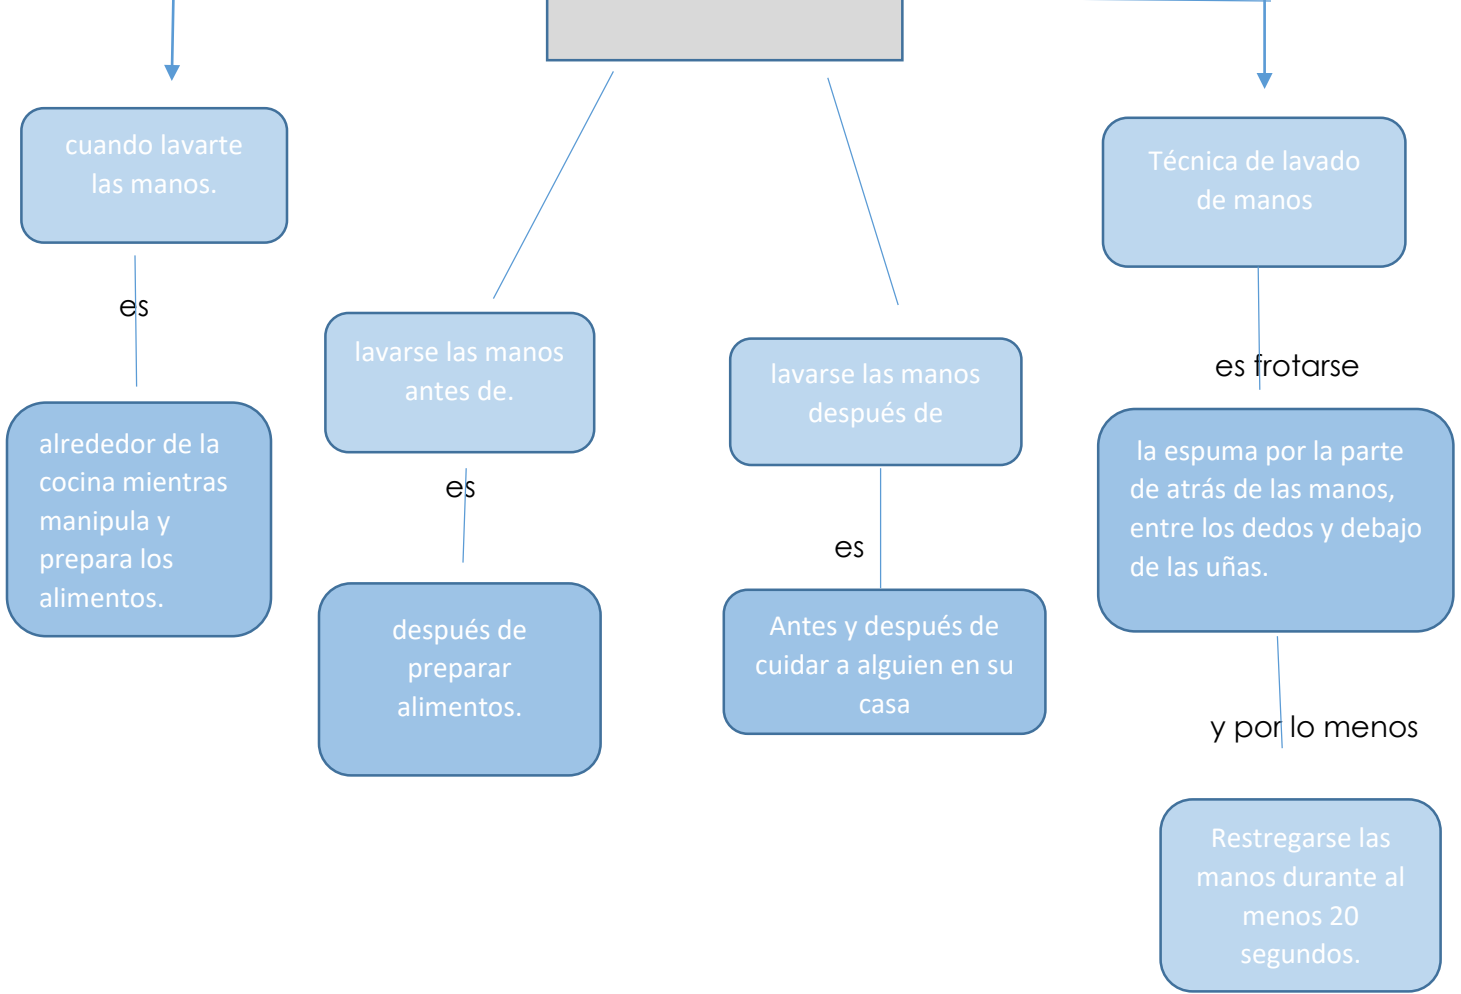 cuando lavarte
las manos.
es
alrededor de la
cocina mientras
manipula y
prepara los
alimentos.
lavarse las manos
antes de.
es
después de
preparar
alimentos.
lavarse las manos
después de
es
Antes y después de
cuidar a alguien en su
casa
Técnica de lavado
de manos
es frotarse
la espuma por la parte
de atrás de las manos,
entre los dedos y debajo
de las uñas.
y por lo menos
Restregarse las
manos durante al
menos 20
segundos.